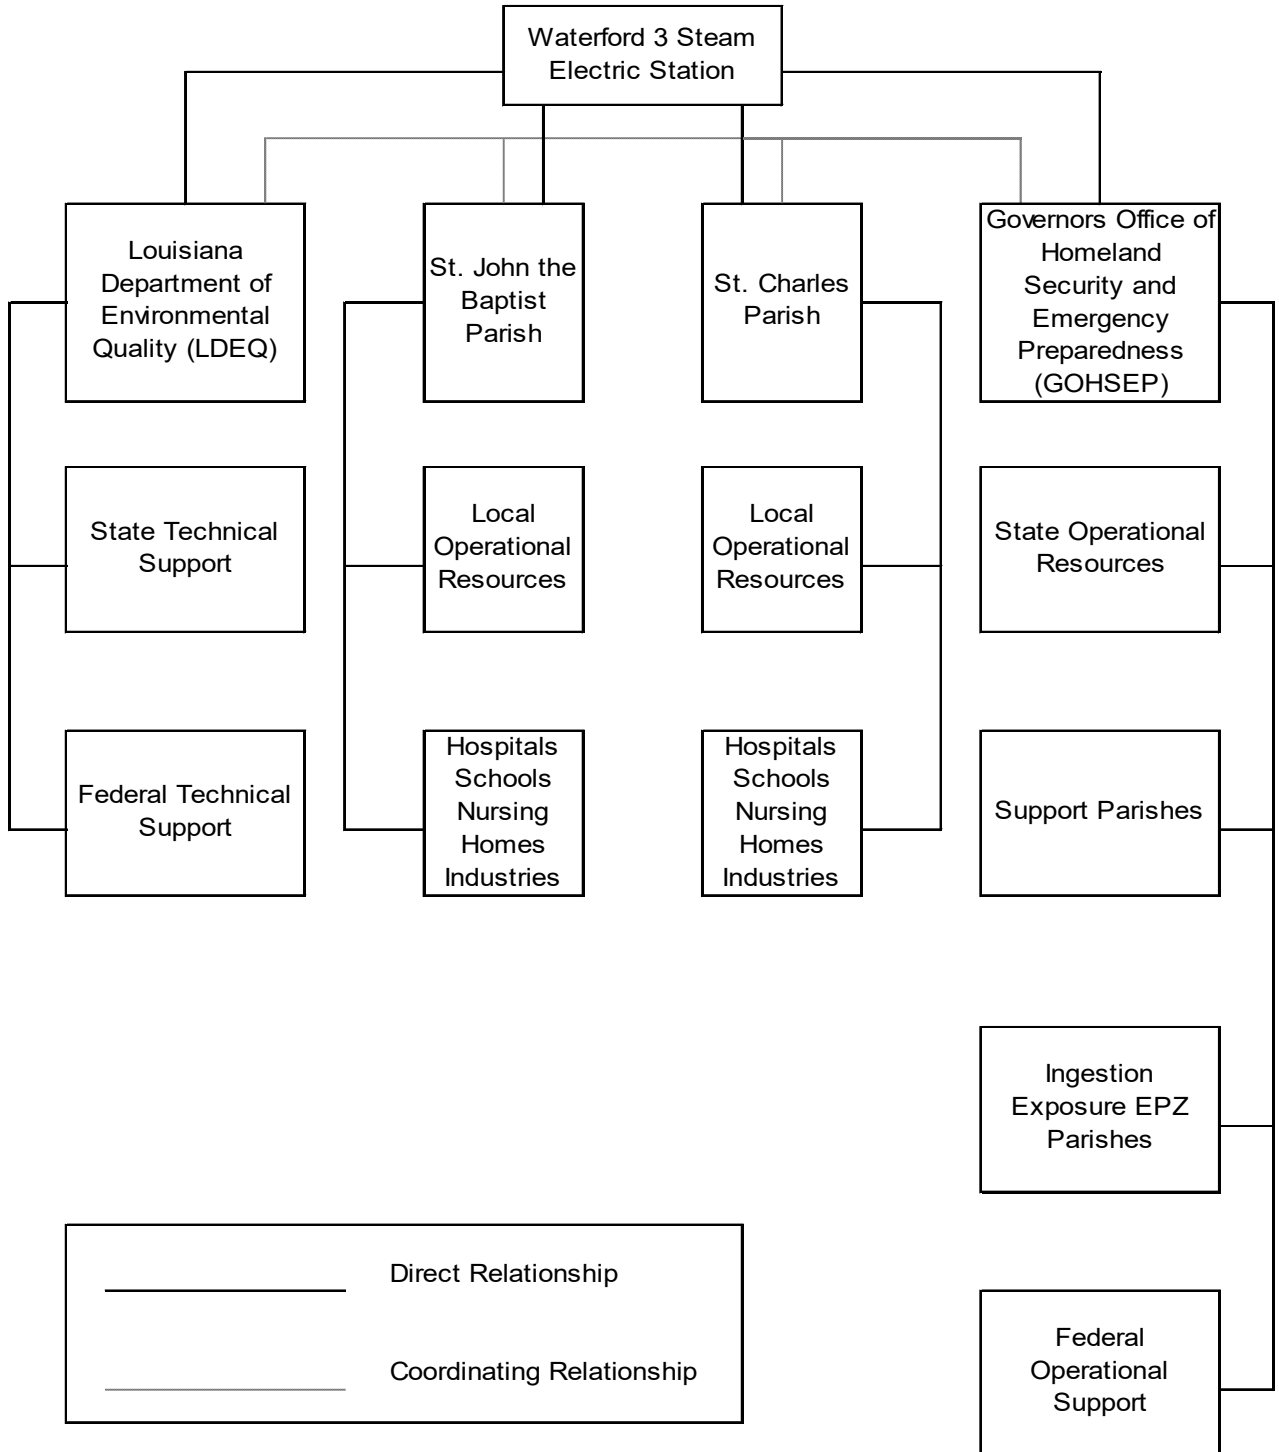 Waterford 3 Steam
Electric Station
Louisiana
Department of
Environmental
Quality (LDEQ)
St. John the
Baptist
Parish
St. Charles
Parish
Governors Office of
Homeland
Security and
Emergency
Preparedness
(GOHSEP)
State Technical
Support
Local
Operational
Resources
Local
Operational
Resources
State Operational
Resources
Federal Technical
Support
Hospitals
Schools
Nursing
Homes
Industries
Hospitals
Schools
Nursing
Homes
Industries
Support Parishes
Ingestion
Exposure EPZ
Parishes
Direct Relationship
Coordinating Relationship
Federal
Operational
Support